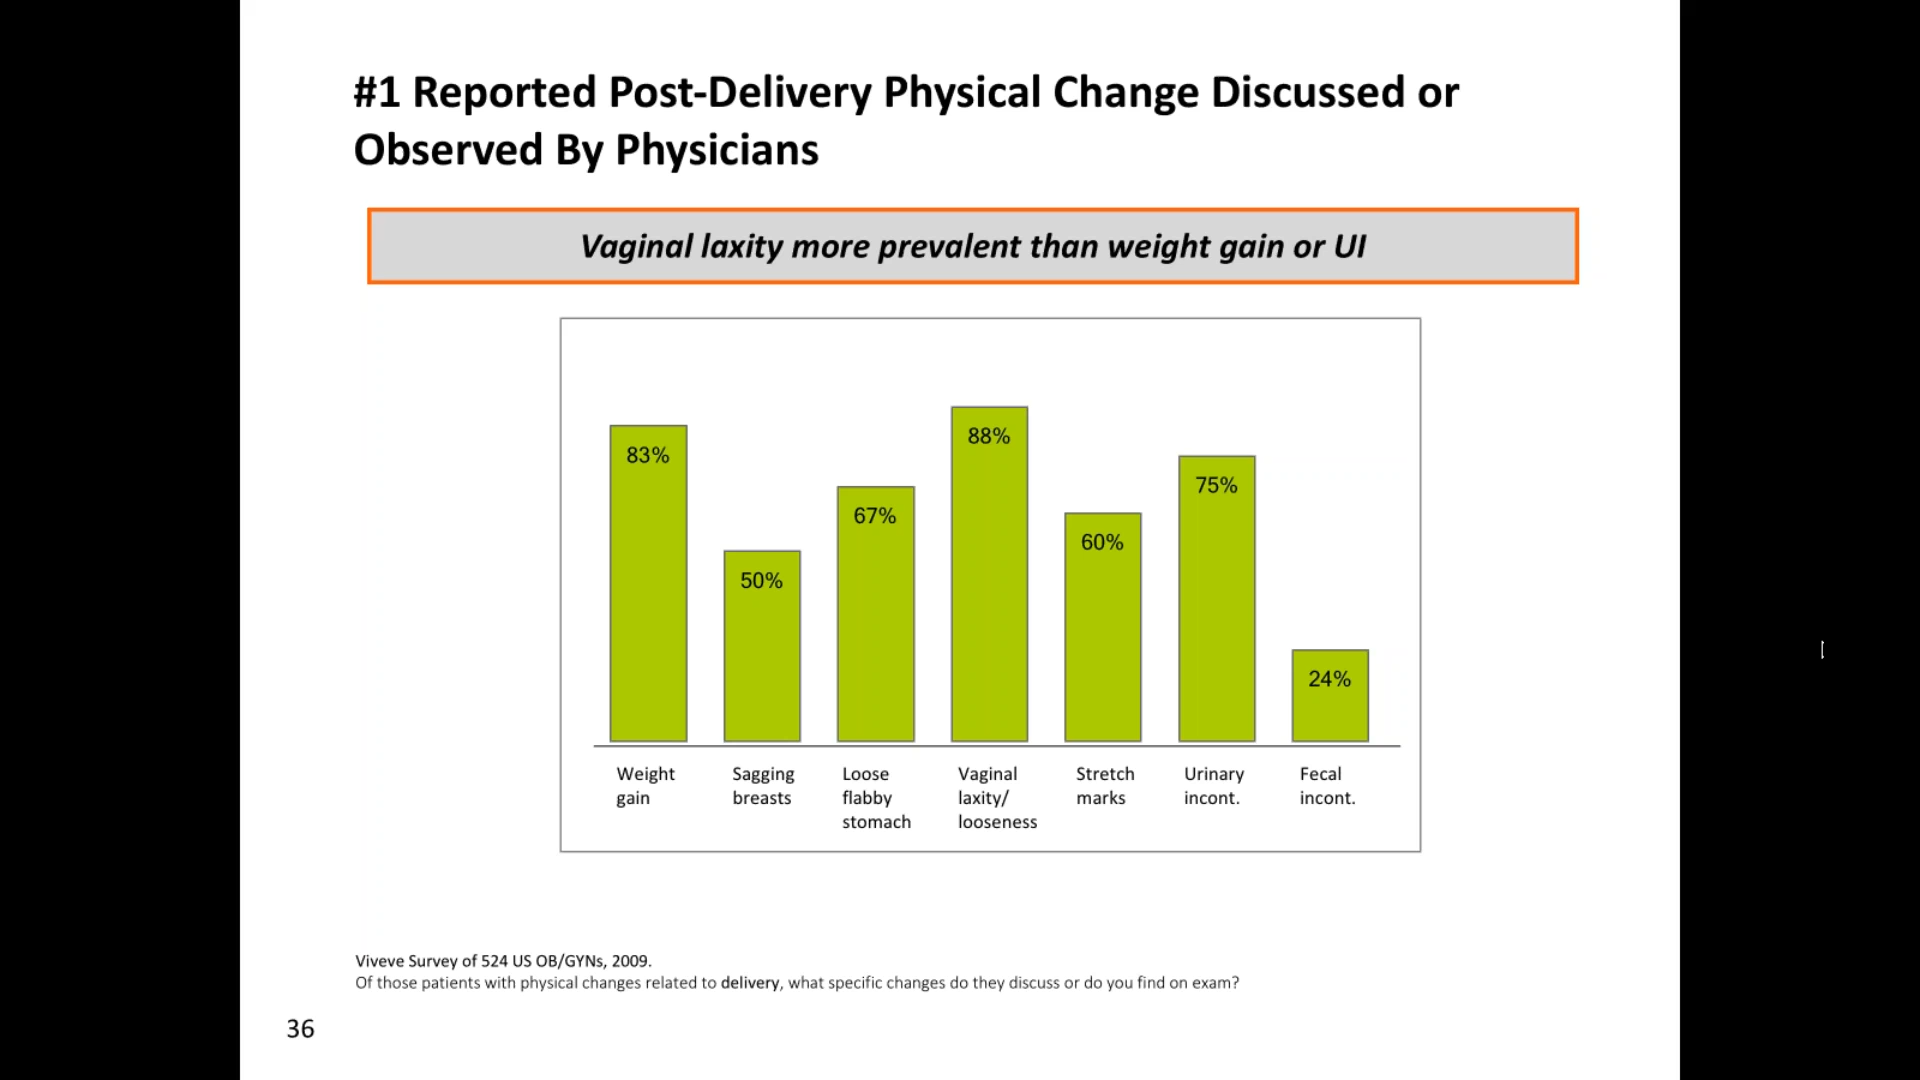 #1 Reported Post-Delivery Physical Change Discussed or
Observed By Physicians
Vaginal laxity more prevalent than weight gain or UI
83%
50%
67%
88%
60%
75%
24%
Weight
gain
Sagging
breasts
Loose
flabby
stomach
Vaginal
laxity/
looseness
Stretch
marks
Urinary
incont.
Fecal
incont.
Viveve Survey of 524 US OB/GYNs, 2009.
Of those patients with physical changes related to delivery, what specific changes do they discuss or do you find on exam?
36